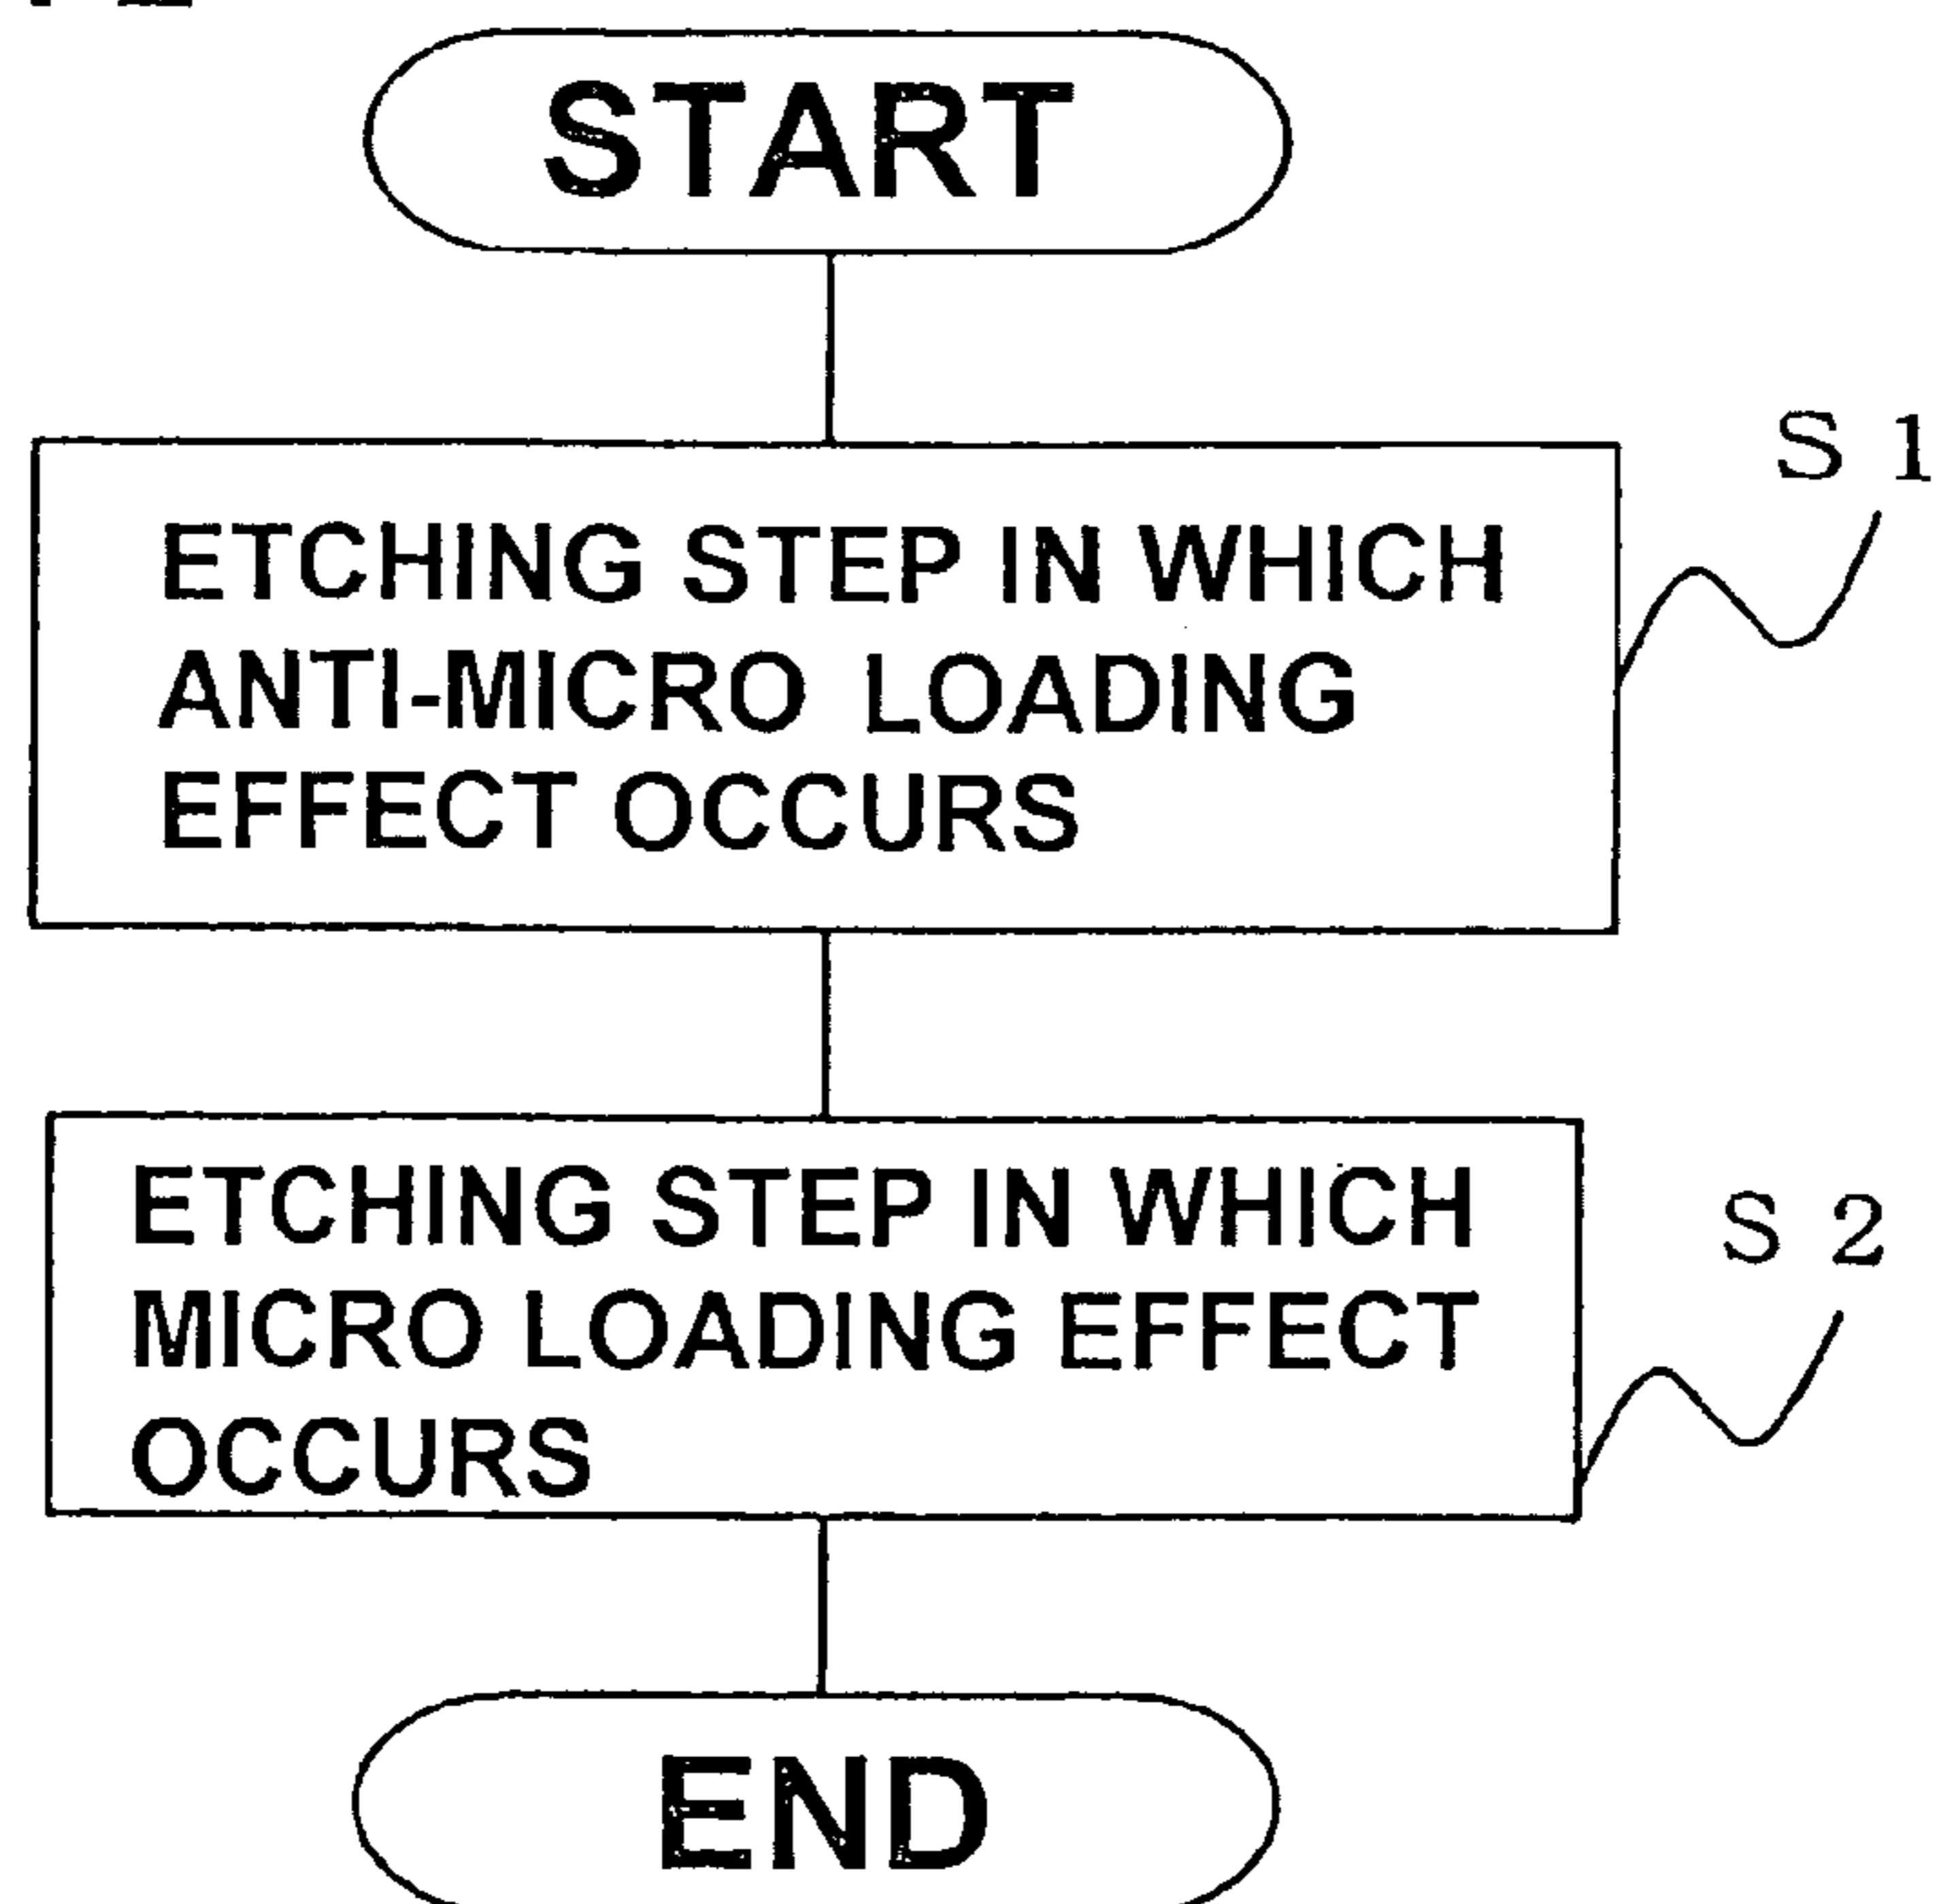 START
S 1
ETCHING STEP IN WHICH
ANTI-MICRO LOADING
EFFECT OCCURS
ETCHING STEP IN WHICH
S 2
MICRO LOADING EFFECT
OCCURS
END